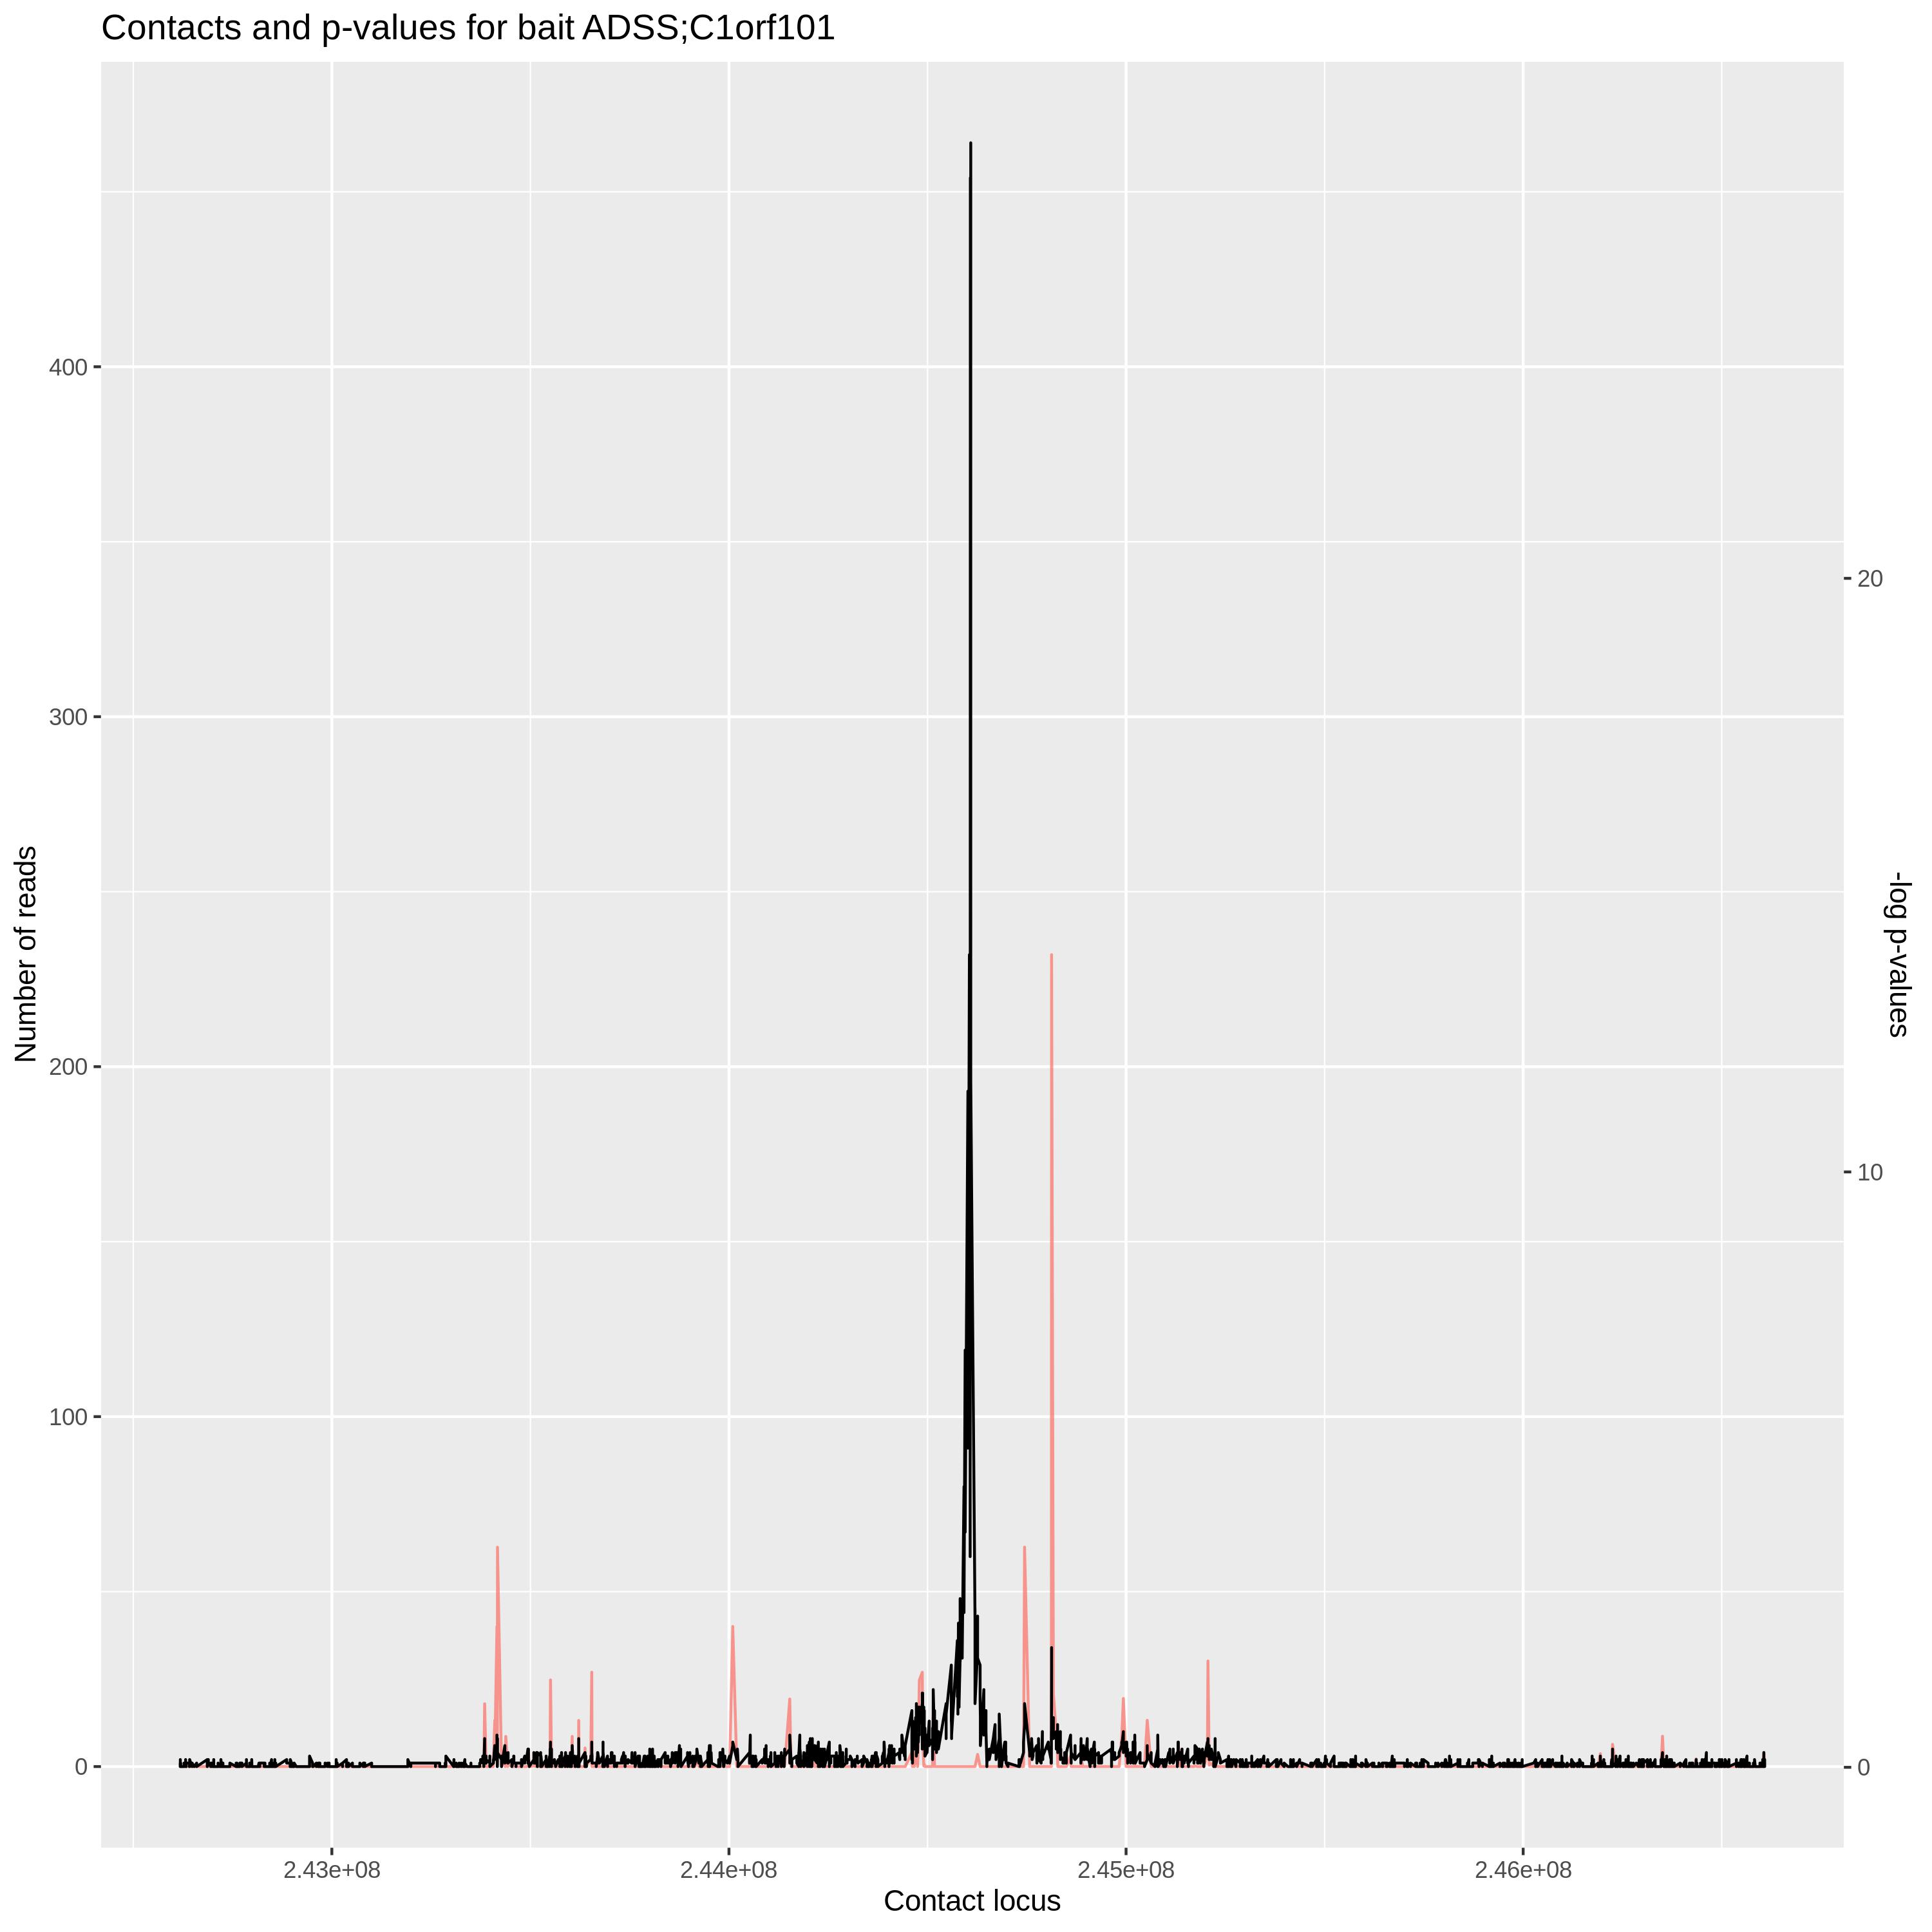 Contacts and p-values for bait ADSS;C1orf101
400
300
200
100
0
Number of reads
20
10
0
-log p-values
2.43e+08
2.44e+08
2.45e+08
2.46e+08
Contact locus